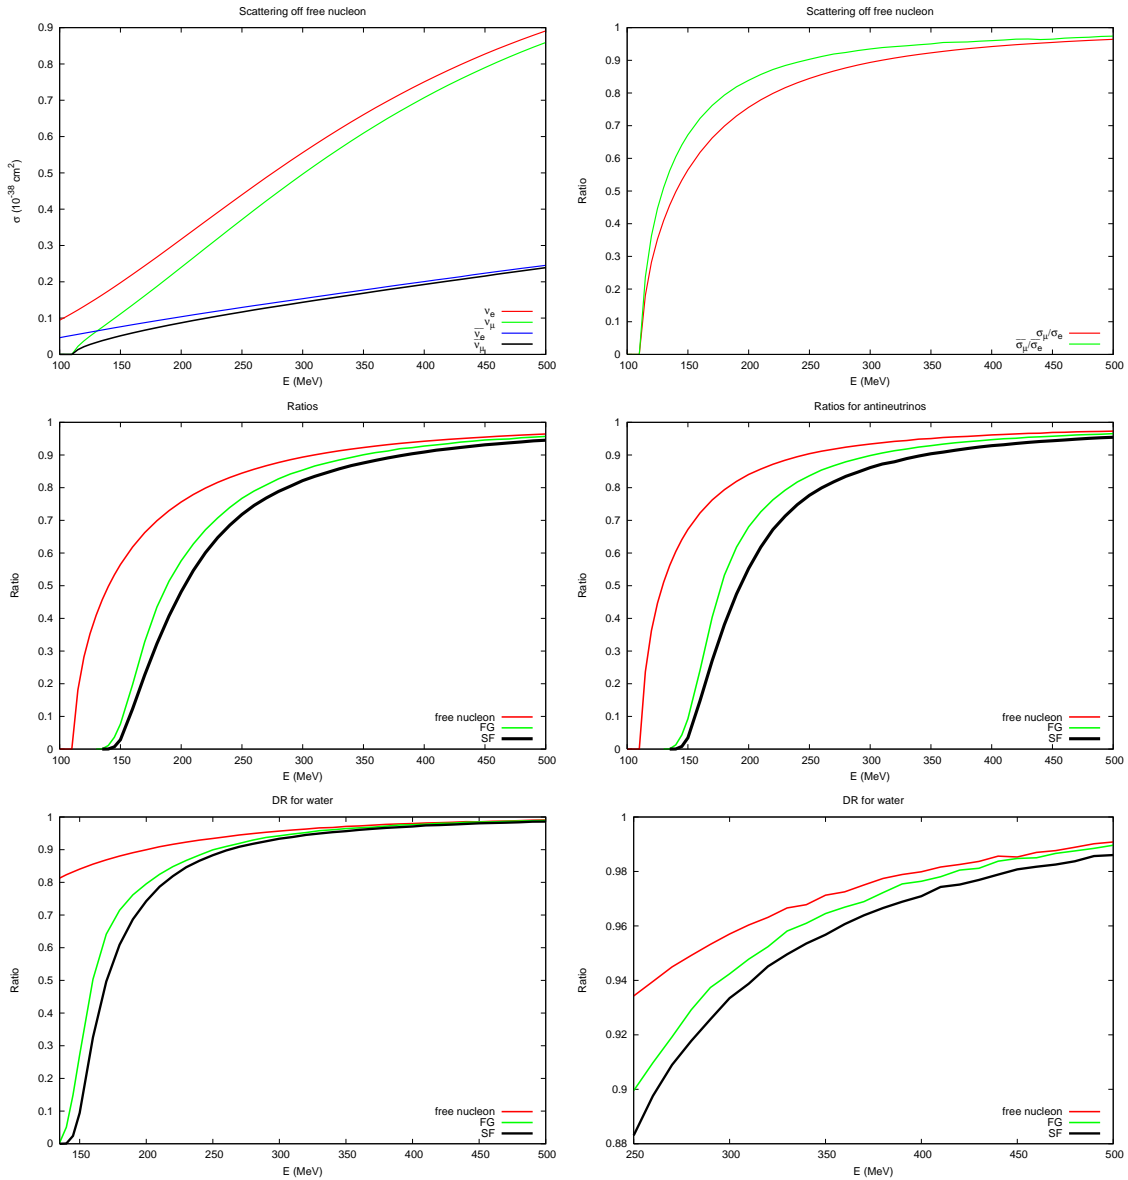 Scattering off free nucleon
σ (10^-38 cm^2)
0.9
0.8
0.7
0.6
0.5
0.4
0.3
0.2
0.1
0
100 150 200 250 300 350 400 450 500
E (MeV)
ν_e
ν_μ
ν̅_e
ν̅_μ
Scattering off free nucleon
Ratio
1
0.9
0.8
0.7
0.6
0.5
0.4
0.3
0.2
0.1
0
100 150 200 250 300 350 400 450 500
E (MeV)
σ_μ/σ_e
σ̅_μ/σ̅_e
Ratios
Ratio
1
0.9
0.8
0.7
0.6
0.5
0.4
0.3
0.2
0.1
0
100 150 200 250 300 350 400 450 500
E (MeV)
free nucleon
FG
SF
Ratios for antineutrinos
Ratio
1
0.9
0.8
0.7
0.6
0.5
0.4
0.3
0.2
0.1
0
100 150 200 250 300 350 400 450 500
E (MeV)
free nucleon
FG
SF
DR for water
Ratio
1
0.9
0.8
0.7
0.6
0.5
0.4
0.3
0.2
0.1
0
150 200 250 300 350 400 450 500
E (MeV)
free nucleon
FG
SF
DR for water
Ratio
1
0.98
0.96
0.94
0.92
0.9
0.88
250 300 350 400 450 500
E (MeV)
free nucleon
FG
SF